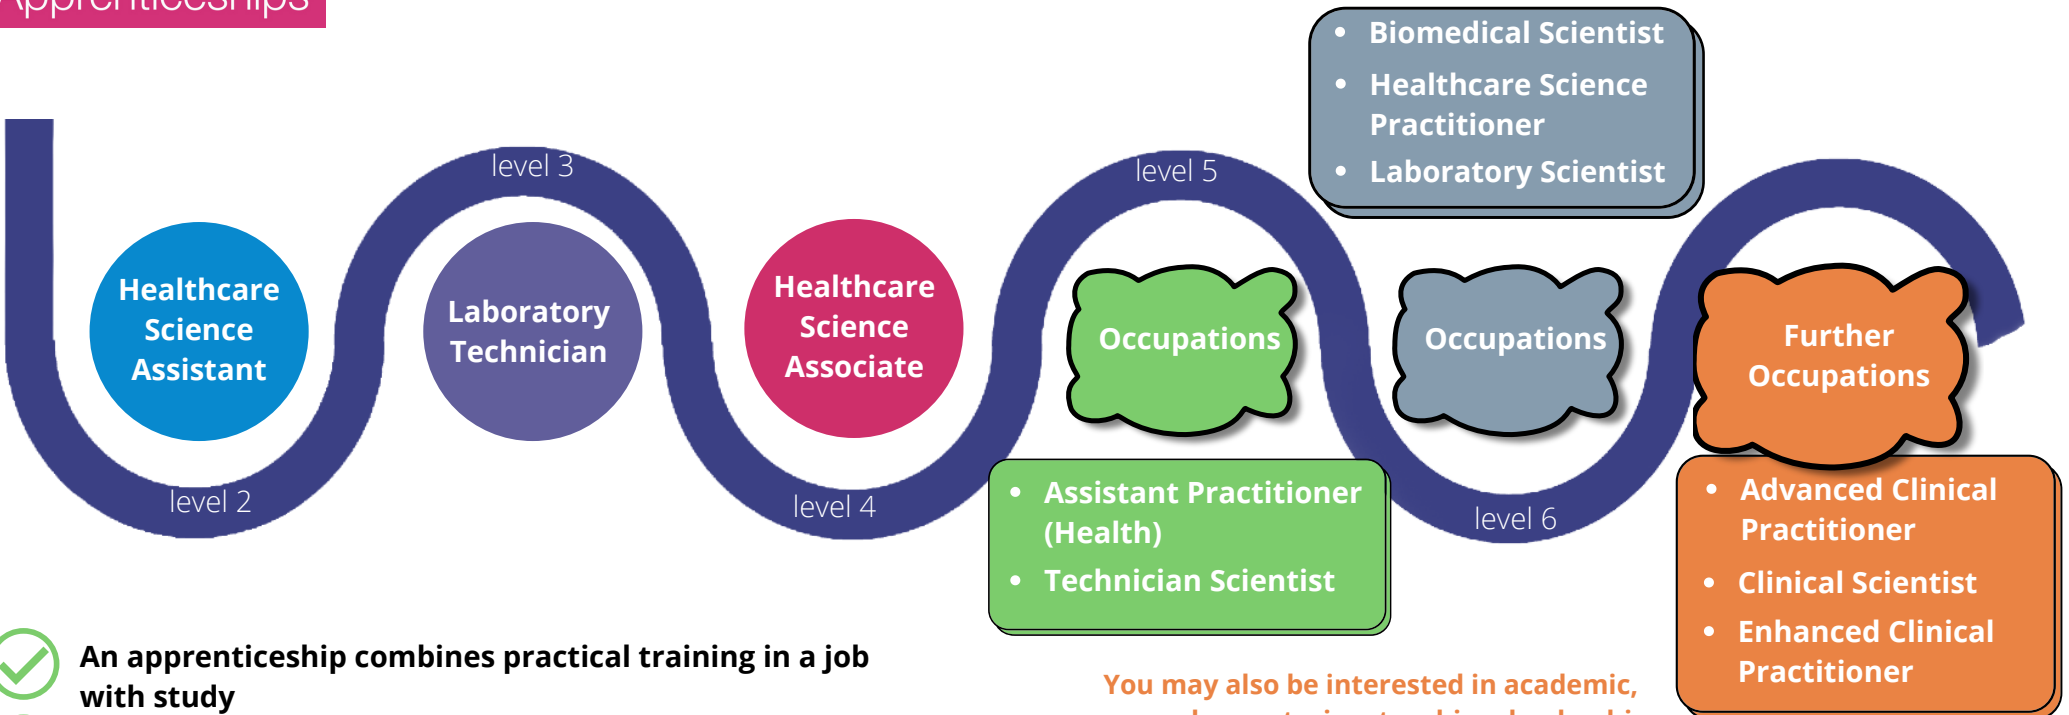 Apprenticeships
• Biomedical Scientist
• Healthcare Science
Practitioner
• Laboratory Scientist
level 3
level 5
Healthcare
Science
Assistant
Laboratory
Technician
Healthcare
Science
Associate
Occupations
Occupations
Further
Occupations
level 2
level 4
level 6
• Assistant Practitioner
(Health)
• Technician Scientist
• Advanced Clinical
Practitioner
• Clinical Scientist
• Enhanced Clinical
Practitioner
An apprenticeship combines practical training in a job
with study
You may also be interested in academic,